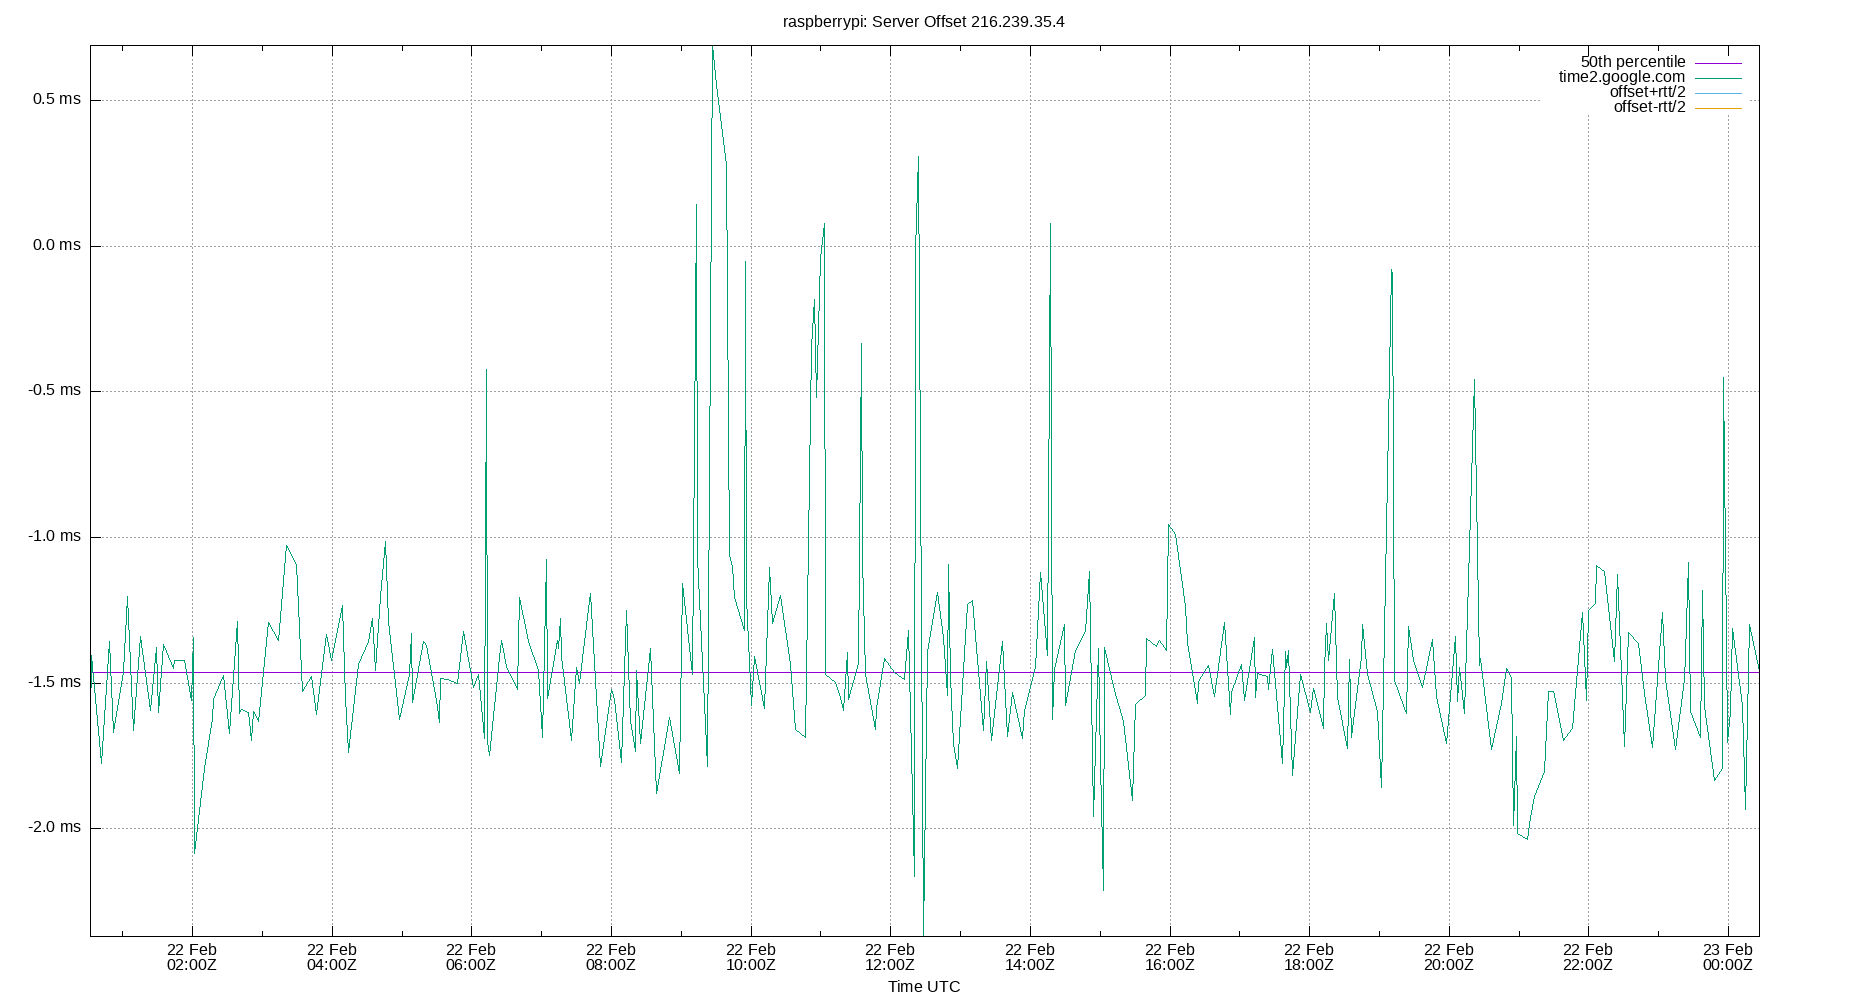 raspberrypi: Server Offset 216.239.35.4
50th percentile
time2.google.com
offset+rtt/2
offset-rtt/2
0.5 ms
0.0 ms
-0.5 ms
-1.0 ms
-1.5 ms
-2.0 ms
22 Feb 22 Feb 22 Feb 22 Feb 22 Feb 22 Feb 22 Feb 22 Feb 22 Feb 22 Feb 22 Feb 23 Feb
02:00Z 04:00Z 06:00Z 08:00Z 10:00Z 12:00Z 14:00Z 16:00Z 18:00Z 20:00Z 22:00Z 00:00Z
Time UTC